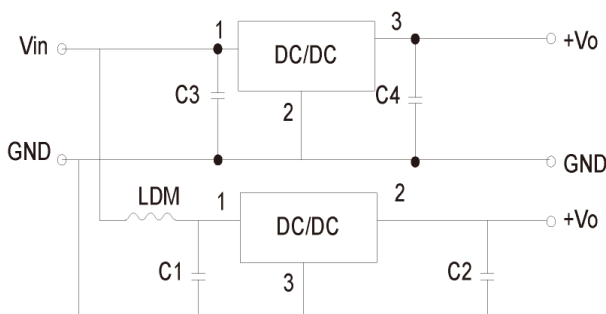 Vin 1 DC/DC 3 +Vo
C3 2 C4
GND GND
LDM 1 DC/DC 2 +Vo
C1 3 C2